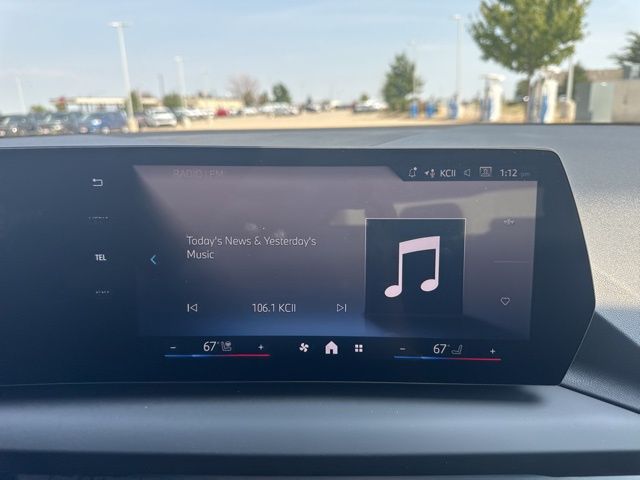 RADIO | FM
KCII
1:12 pm
TEL
Today's News & Yesterday's
Music
106.1 KCII
− 67° +
− 67° +